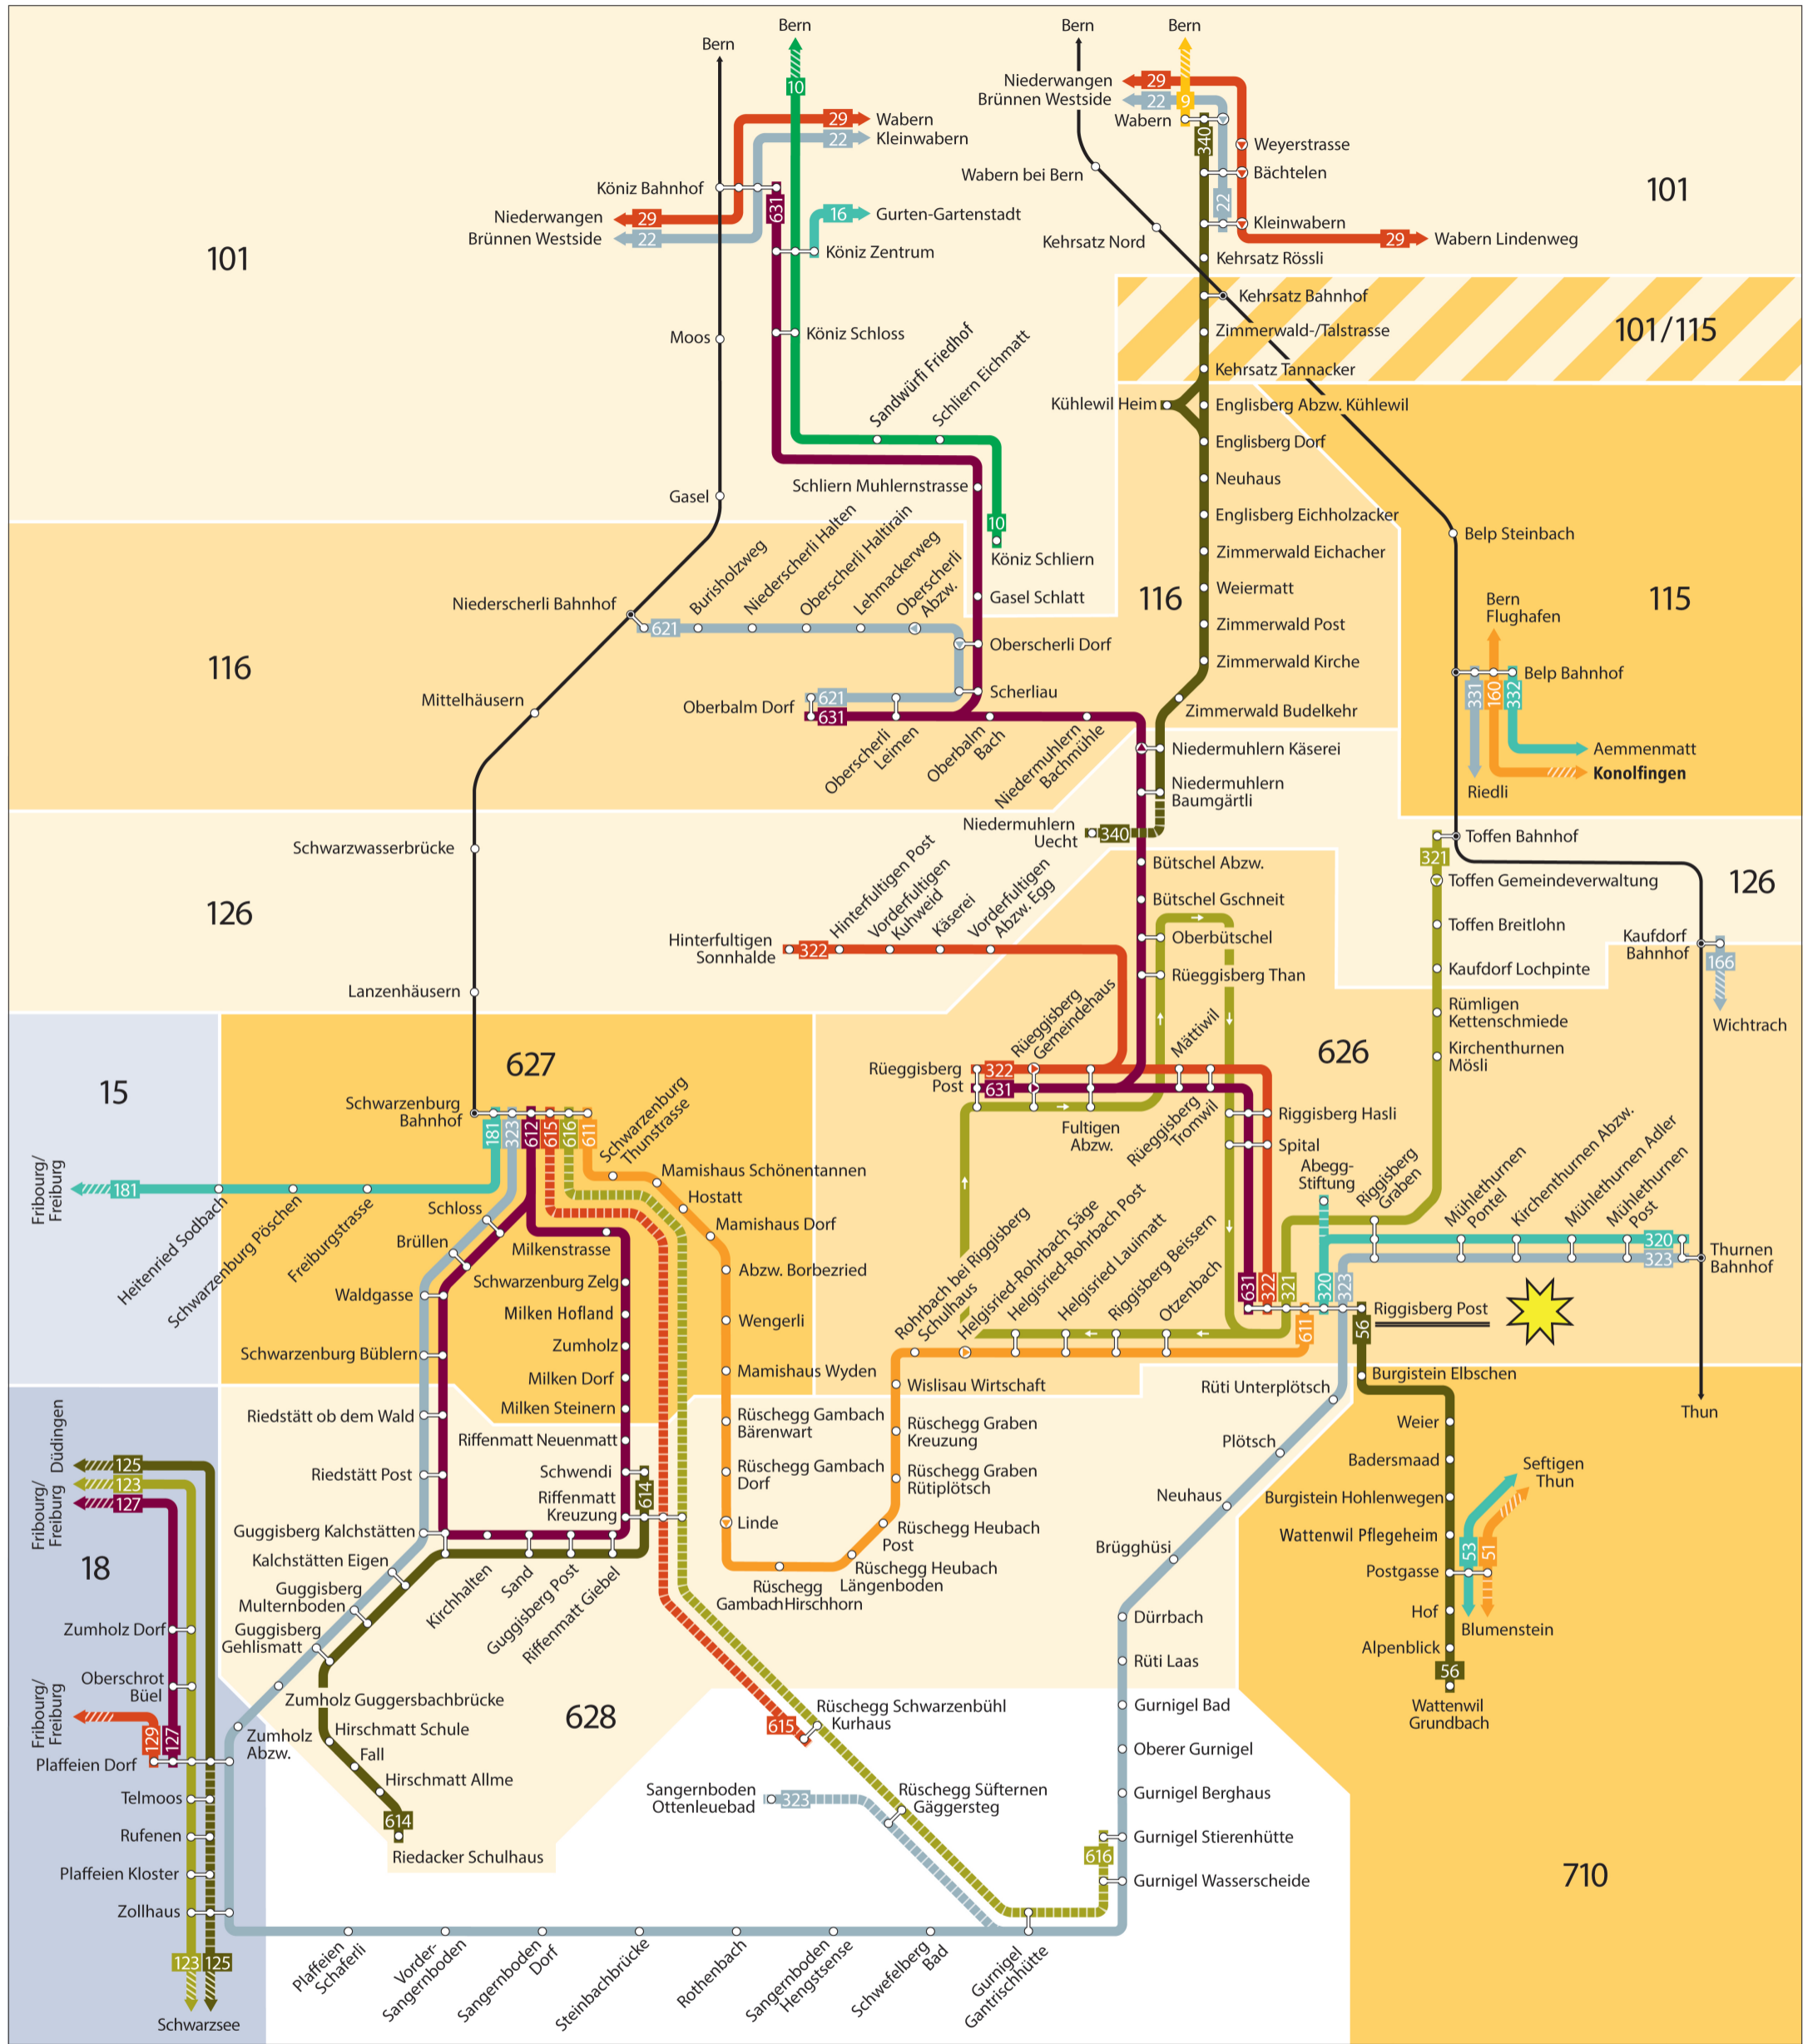 Bern
Bern
Bern
Bern
10
Niederwangen
29
Brünnen Westside
22
9
29
Wabern
22
Kleinwabern
Wabern
340
Weyerstrasse
Wabern bei Bern
Bächtelen
101
Köniz Bahnhof
631
Niederwangen
29
Brünnen Westside
22
16
Gurten-Gartenstadt
22
Kleinwabern
29
Wabern Lindenweg
Kehrsatz Nord
101
Köniz Zentrum
Kehrsatz Rössli
Kehrsatz Bahnhof
Moos
Köniz Schloss
Zimmerwald-/Talstrasse
101/115
Sandwürfi Friedhof
Schliern Eichmatt
Kehrsatz Tannacker
Kühlewil Heim
Englisberg Abzw. Kühlewil
Englisberg Dorf
Neuhaus
Gasel
Schliern Muhlernstrasse
10
Köniz Schliern
Englisberg Eichholzacker
Belp Steinbach
Zimmerwald Eichacher
Weiermatt
116
115
Niederscherli Bahnhof
621
Burisholzweg
Niederscherli Halten
Oberscherli Haltirain
Lehmackerweg
Oberscherli
Abzw.
Gasel Schlatt
Zimmerwald Post
Bern
Flughafen
Oberscherli Dorf
Zimmerwald Kirche
116
Belp Bahnhof
331
160
332
Mittelhäusern
Oberbalm Dorf
621
631
Scherliau
Zimmerwald Budelkehr
Oberscherli
Leimen
Oberbalm
Bach
Niedermuhlern
Bachmühle
Niedermuhlern Käserei
Aemmenmatt
Konolfingen
Riedli
Niedermuhlern
Baumgärtli
Niedermuhlern
Uecht
340
Toffen Bahnhof
321
Schwarzwasserbrücke
Bütschel Abzw.
Toffen Gemeindeverwaltung
126
126
Bütschel Gschneit
Toffen Breitlohn
Hinterfultigen
Sonnhalde
322
Hinterfultigen Post
Vorderfultigen
Kuhweid
Käserei
Vorderfultigen
Abzw. Egg
Oberbütschel
Kaufdorf
Bahnhof
166
Wichtrach
Rüeggisberg Than
Kaufdorf Lochpinte
Lanzenhäusern
Rümligen
Kettenschmiede
Kirchenthurnen
Mösli
15
627
626
Rüeggisberg
Post
322
631
Rüeggisberg
Gemeindehaus
Fultigen
Abzw.
Mättiwil
Rüeggisberg
Tromwil
Schwarzenburg
Bahnhof
181
323
612
615
616
611
Schwarzenburg
Thunstrasse
Riggisberg Hasli
Spital
Fribourg/
Freiburg
181
Heitenried Sodbach
Schwarzenburg Pöschen
Freiburgstrasse
Mamishaus Schönentannen
Hostatt
Mamishaus Dorf
Abegg-
Stiftung
Riggisberg
Graben
Mühlethurnen
Pontel
Kirchenthurnen Abzw.
Mühlethurnen Adler
Mühlethurnen
Post
320
323
Thurnen
Bahnhof
Schloss
Brüllen
Milkenstrasse
Schwarzenburg Zelg
Abzw. Borbezried
Waldgasse
Milken Hofland
Wengerli
Zumholz
Schwarzenburg Büblern
Milken Dorf
Mamishaus Wyden
Rohrbach bei Riggisberg
Schulhaus
Helgisried-Rohrbach Säge
Helgisried-Rohrbach Post
Helgisried Lauimatt
Riggisberg Beissern
Otzenbach
631
322
321
611
320
323
56
Riggisberg Post
Burgistein Elbschen
Wislisau Wirtschaft
Rüti Unterplötsch
Milken Steinern
Riedstätt ob dem Wald
Rüschegg Gambach
Bärenwart
Rüschegg Graben
Kreuzung
Thun
Weier
Riffenmatt Neuenmatt
Plötsch
Badersmaad
Düdingen
125
Fribourg/
Freiburg
123
127
Riedstätt Post
Schwendi
614
Rüschegg Gambach
Dorf
Rüschegg Graben
Rütiplötsch
Seftigen
Thun
Burgistein Hohlenwegen
Neuhaus
Riffenmatt
Kreuzung
Linde
Rüschegg Heubach
Post
Guggisberg Kalchstätten
Wattenwil Pflegeheim
Kalchstätten Eigen
Brügghüsi
53
51
Postgasse
18
Kirchhalten
Sand
Guggisberg Post
Riffenmatt Giebel
Rüschegg
Gambach Hirschhorn
Rüschegg Heubach
Längenboden
Guggisberg
Multernboden
Guggisberg
Gehlismatt
Dürrbach
Hof
Blumenstein
Zumholz Dorf
Alpenblick
Rüti Laas
56
Oberschrot
Büel
Zumholz Guggersbachbrücke
Gurnigel Bad
Wattenwil
Grundbach
Fribourg/
Freiburg
129
127
628
615
Rüschegg Schwarzenbühl
Kurhaus
Zumholz
Abzw.
Hirschmatt Schule
Oberer Gurnigel
Plaffeien Dorf
Fall
Hirschmatt Allme
Sangernboden
Ottenleuebad
323
Rüschegg Süfternen
Gäggersteg
Gurnigel Berghaus
Telmoos
614
Rufenen
Riedacker Schulhaus
Gurnigel Stierenhütte
616
Plaffeien Kloster
Gurnigel Wasserscheide
710
Zollhaus
123
125
Plaffeien
Schäferli
Vorder-
Sangernboden
Sangernboden
Dorf
Steinbachbrücke
Rothenbach
Sangernboden
Hengstsense
Schwefelberg
Bad
Gurnigel
Gantrischhütte
Schwarzsee